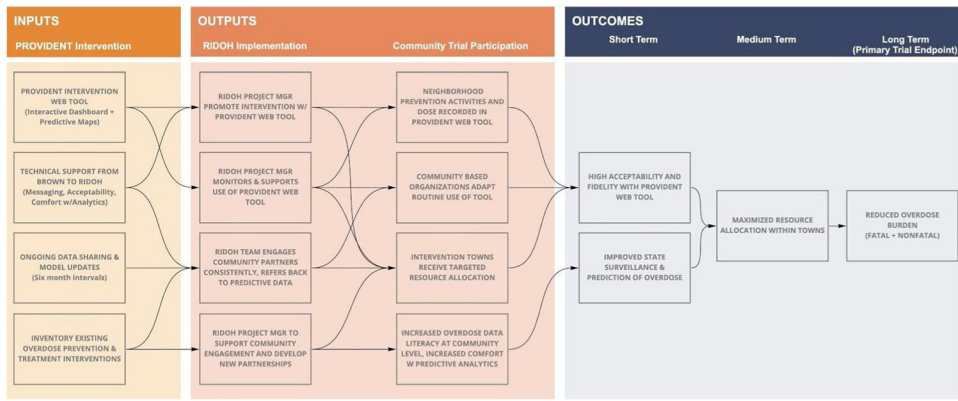 INPUTS
PROVIDENT Intervention
OUTPUTS
RIDOH Implementation
Community Trial Participation
OUTCOMES
Short Term
Medium Term
Long Term
(Primary Trial Endpoint)
PROVIDENT INTERVENTION
WEB TOOL
(Interactive Dashboard +
Predictive Maps)
TECHNICAL SUPPORT FROM
BROWN TO RIDOH
(Messaging, Acceptability,
Comfort w/Analytics)
ONGOING DATA SHARING &
MODEL UPDATES
(Six month intervals)
INVENTORY EXISTING
OVERDOSE PREVENTION &
TREATMENT INTERVENTIONS
RIDOH PROJECT MGR
PROMOTE INTERVENTION W/
PROVIDENT WEB TOOL
RIDOH PROJECT MGR
MONITORS & SUPPORTS
USE OF PROVIDENT WEB
TOOL
RIDOH TEAM ENGAGES
COMMUNITY PARTNERS
CONSISTENTLY, REFERS BACK
TO PREDICTIVE DATA
RIDOH PROJECT MGR TO
SUPPORT COMMUNITY
ENGAGEMENT AND DEVELOP
NEW PARTNERSHIPS
NEIGHBORHOOD
PREVENTION ACTIVITIES AND
DOSE RECORDED IN
PROVIDENT WEB TOOL
COMMUNITY BASED
ORGANIZATIONS ADAPT
ROUTINE USE OF TOOL
INTERVENTION TOWNS
RECEIVE TARGETED
RESOURCE ALLOCATION
INCREASED OVERDOSE DATA
LITERACY AT COMMUNITY
LEVEL, INCREASED COMFORT
W PREDICTIVE ANALYTICS
HIGH ACCEPTABILITY AND
FIDELITY WITH PROVIDENT
WEB TOOL
IMPROVED STATE
SURVEILLANCE &
PREDICTION OF OVERDOSE
MAXIMIZED RESOURCE
ALLOCATION WITHIN TOWNS
REDUCED OVERDOSE
BURDEN
(FATAL + NONFATAL)